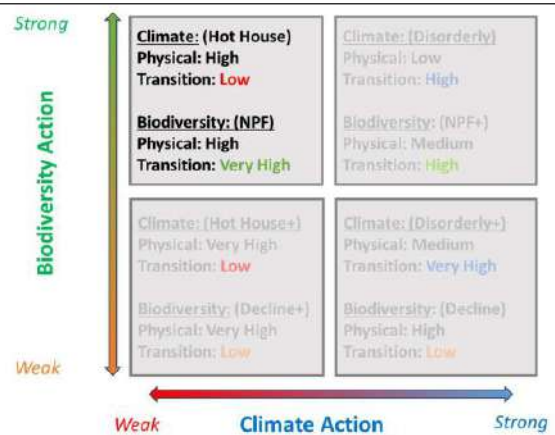 Strong
Biodiversity Action
Weak
Climate: (Hot House)
Physical: High
Transition: Low
Biodiversity: (NPF)
Physical: High
Transition: Very High
Climate: (Disorderly)
Physical: Low
Transition: High
Biodiversity: (NPF+)
Physical: Medium
Transition: High
Climate: (Hot House+)
Physical: Very High
Transition: Low
Biodiversity: (Decline+)
Physical: Very High
Transition: Low
Climate: (Disorderly+)
Physical: Medium
Transition: Very High
Biodiversity: (Decline)
Physical: High
Transition: Low
Weak
Climate Action
Strong